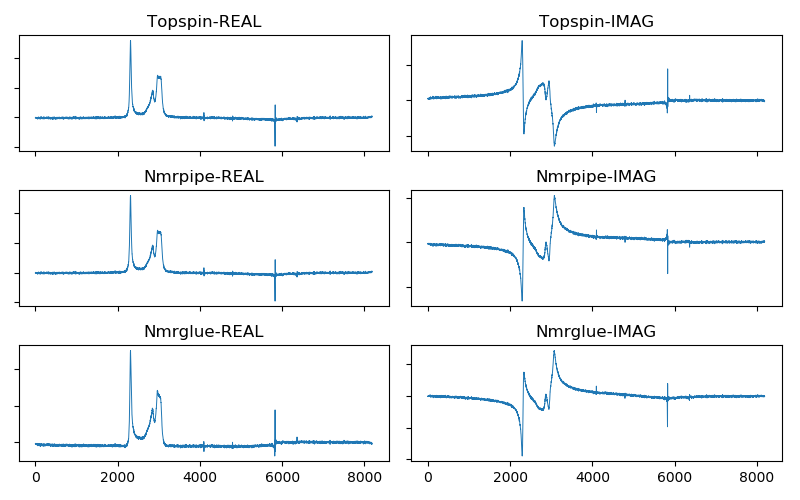 Topspin-REAL
Topspin-IMAG
Nmrpipe-REAL
Nmrpipe-IMAG
Nmrglue-REAL
Nmrglue-IMAG
0 2000 4000 6000 8000
0 2000 4000 6000 8000